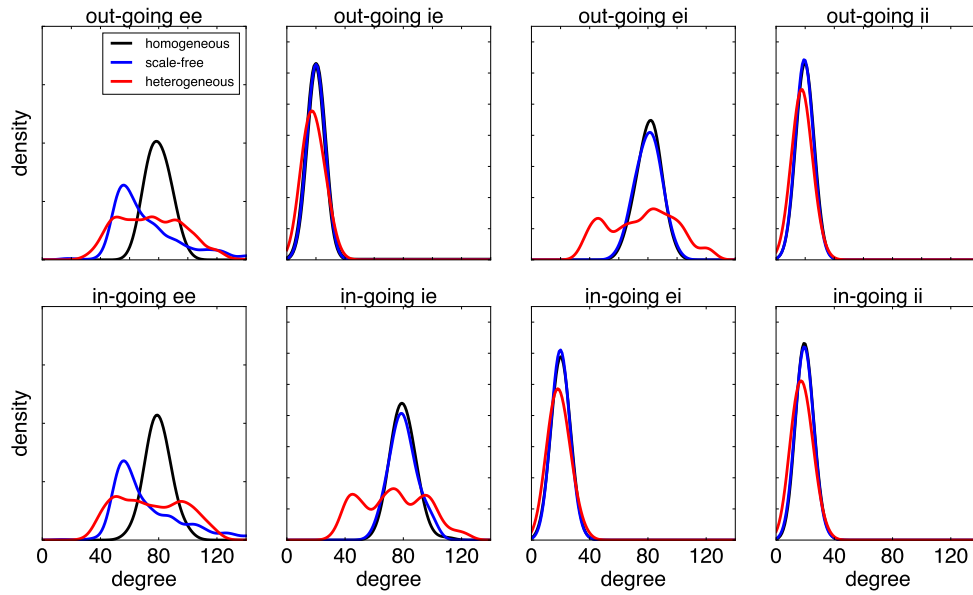 out-going ee
out-going ie
out-going ei
out-going ii
homogeneous
scale-free
heterogeneous
density
in-going ee
in-going ie
in-going ei
in-going ii
density
0 40 80 120
0 40 80 120
0 40 80 120
0 40 80 120
degree
degree
degree
degree